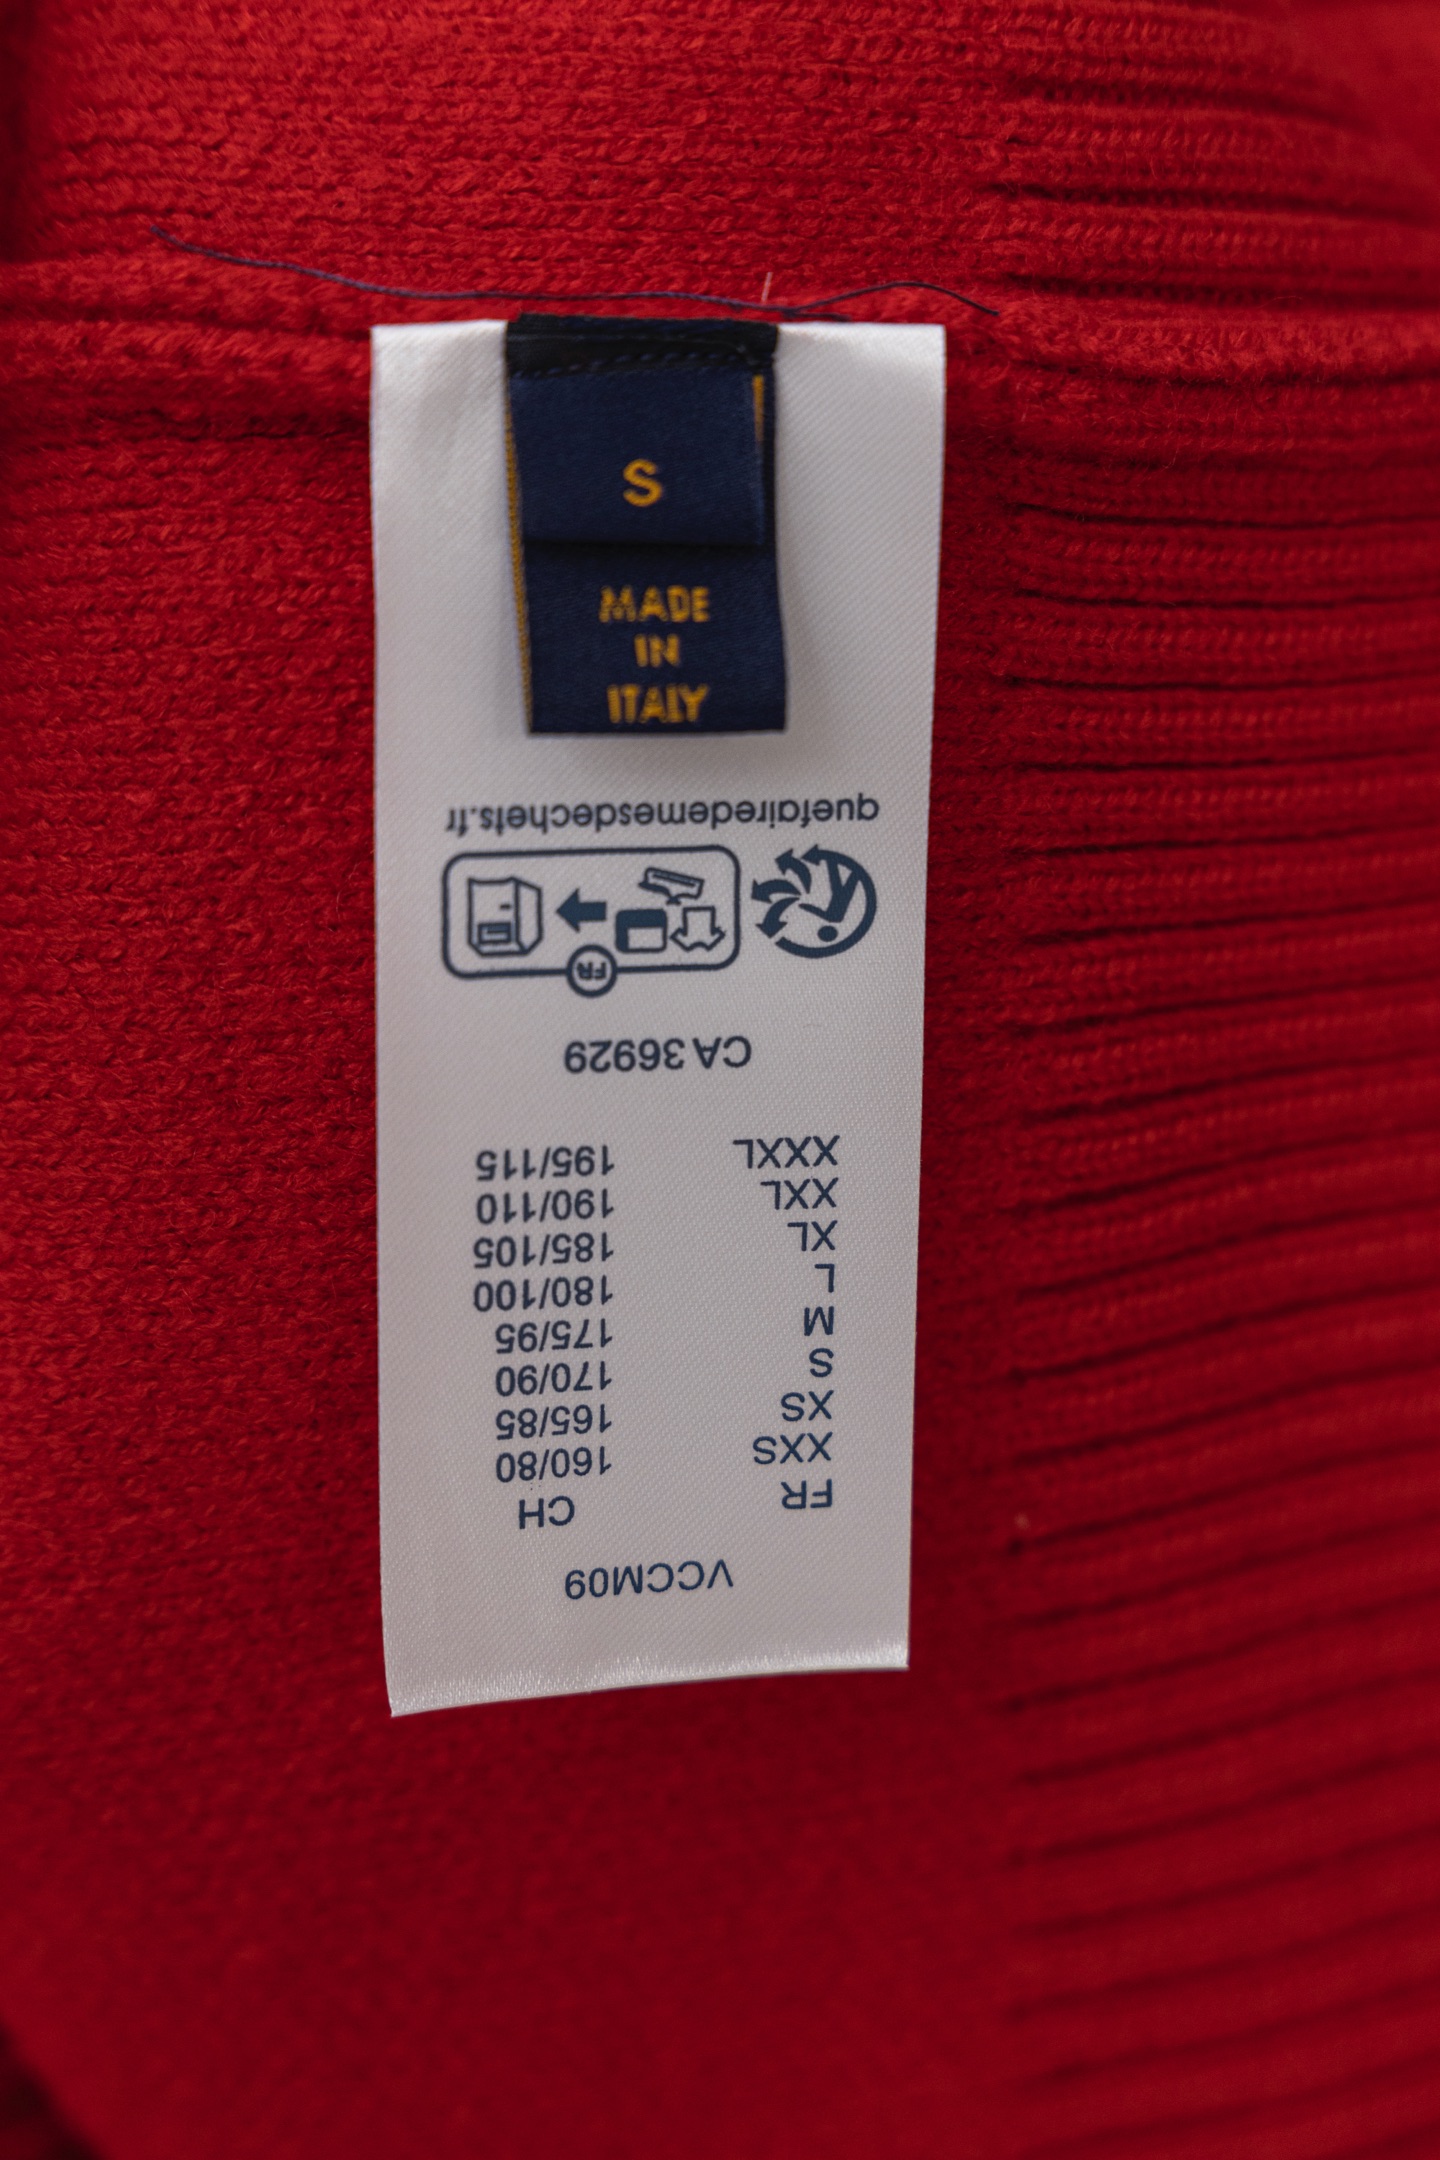 S
MADE
IN
ITALY
VCCM09
FR CH
XXS 160/80
XS 165/85
S 170/90
M 175/95
L 180/100
XL 185/105
XXL 190/110
XXXL 195/115
CA 36929
FR
quefairedemesdechets.fr